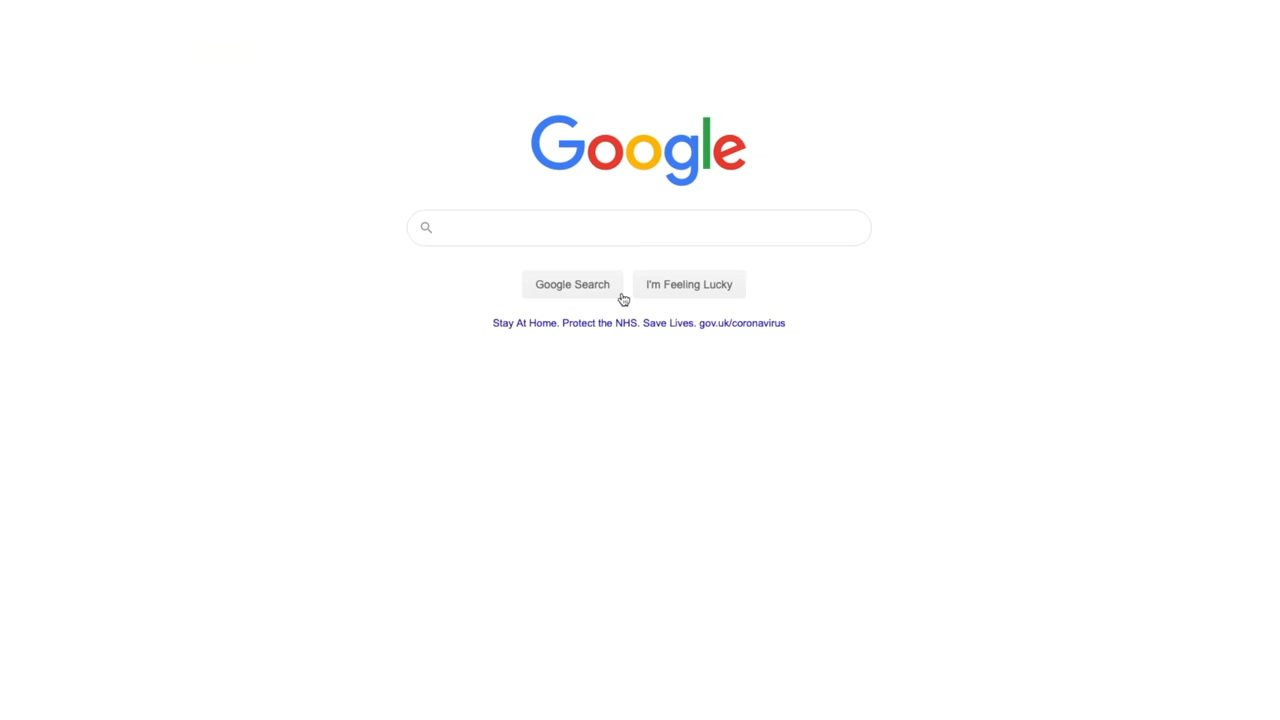 Google
Google Search
I'm Feeling Lucky
Stay At Home. Protect the NHS. Save Lives. gov.uk/coronavirus